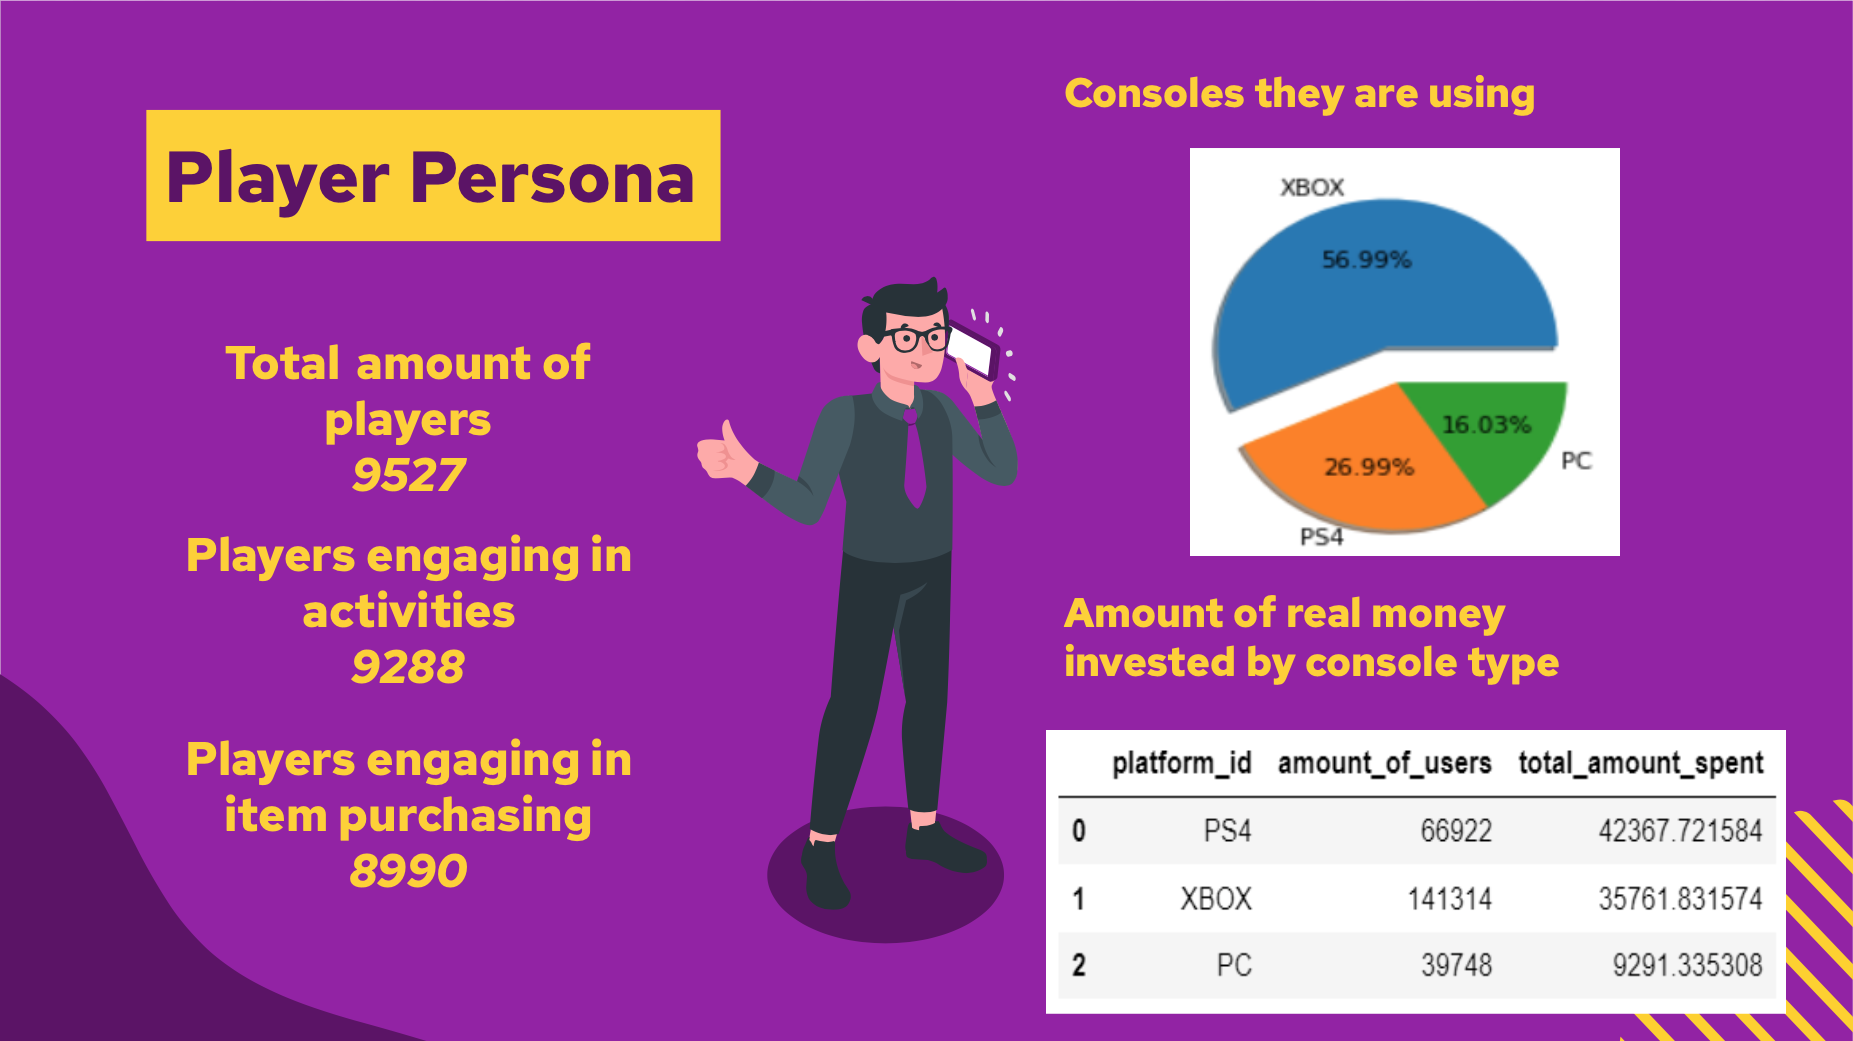 Player Persona
Total amount of
players
9527
Players engaging in
activities
9288
Players engaging in
item purchasing
8990
Consoles they are using
XBOX
56.99%
16.03%
PC
26.99%
PS4
Amount of real money
invested by console type
platform_id amount_of_users total_amount_spent
0 PS4 66922 42367.721584
1 XBOX 141314 35761.831574
2 PC 39748 9291.335308